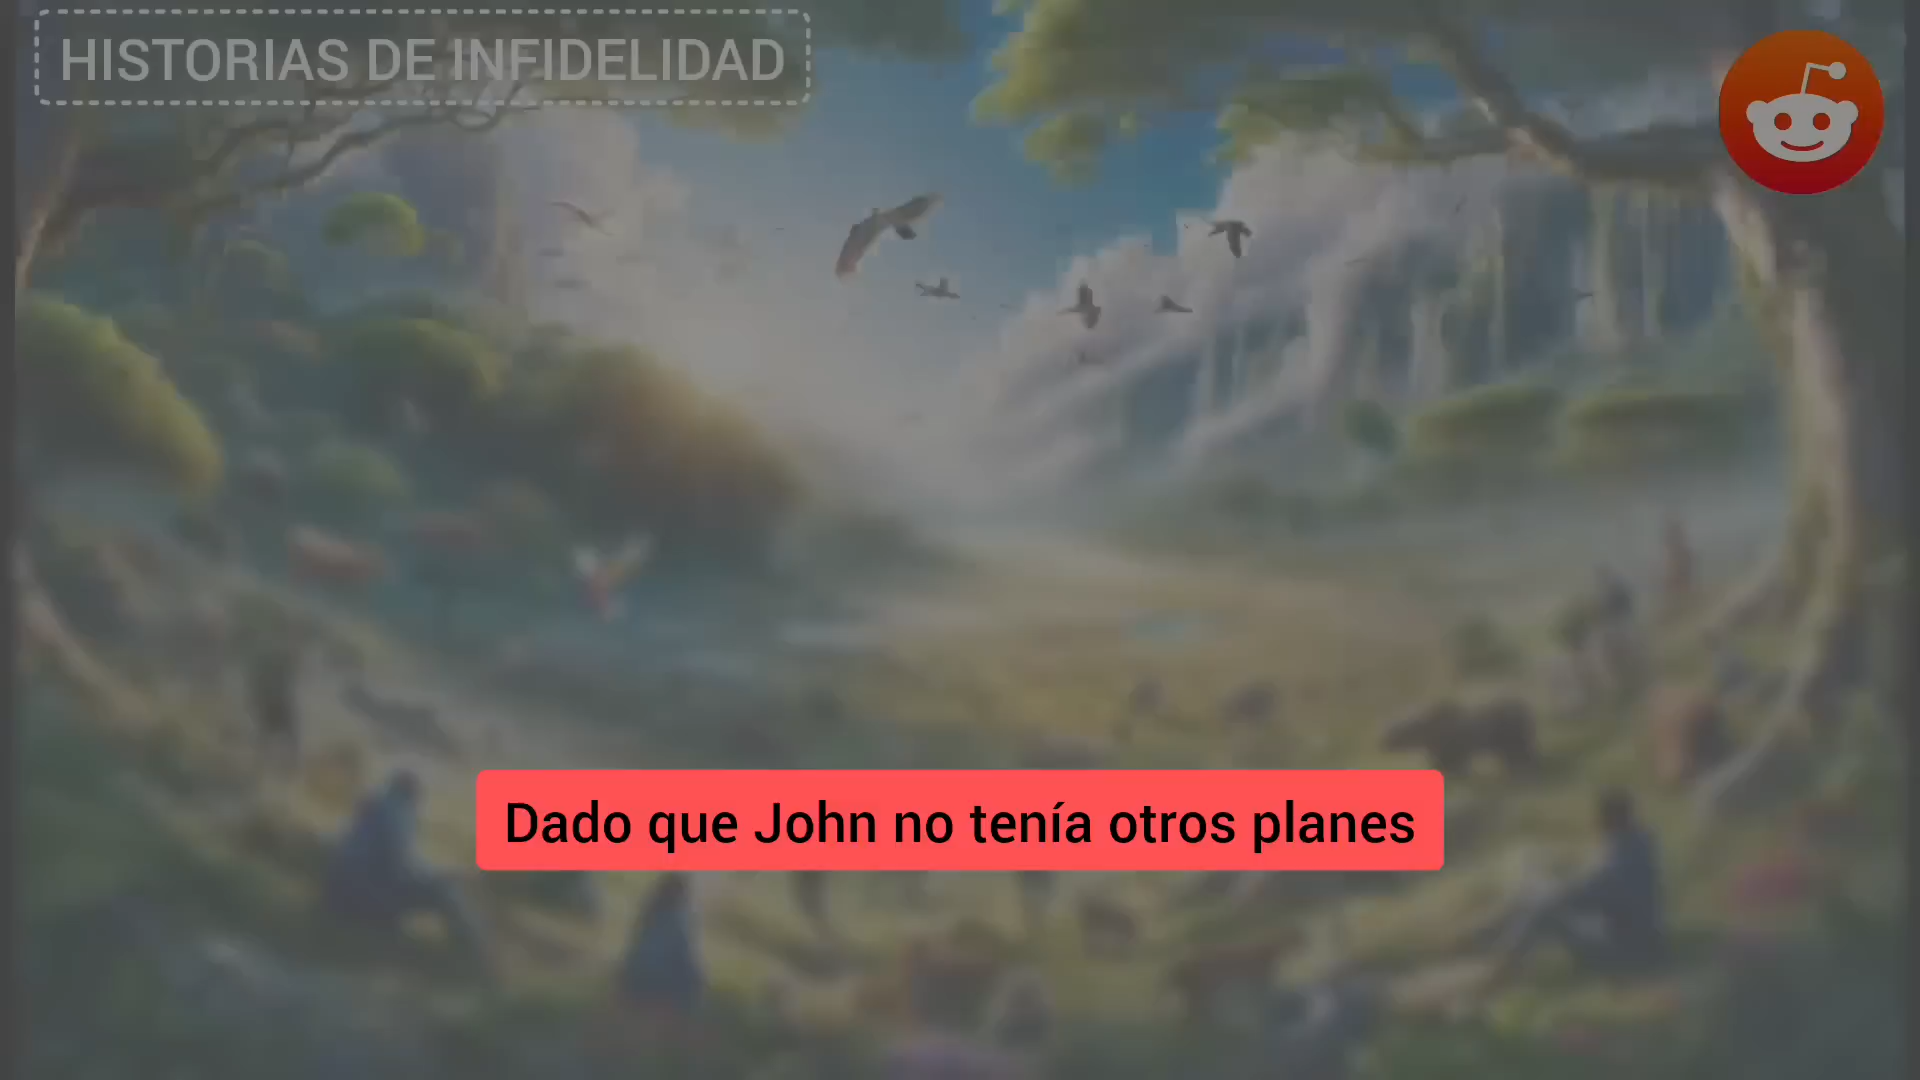 HISTORIAS DE INFIDELIDAD
Dado que John no tenía otros planes